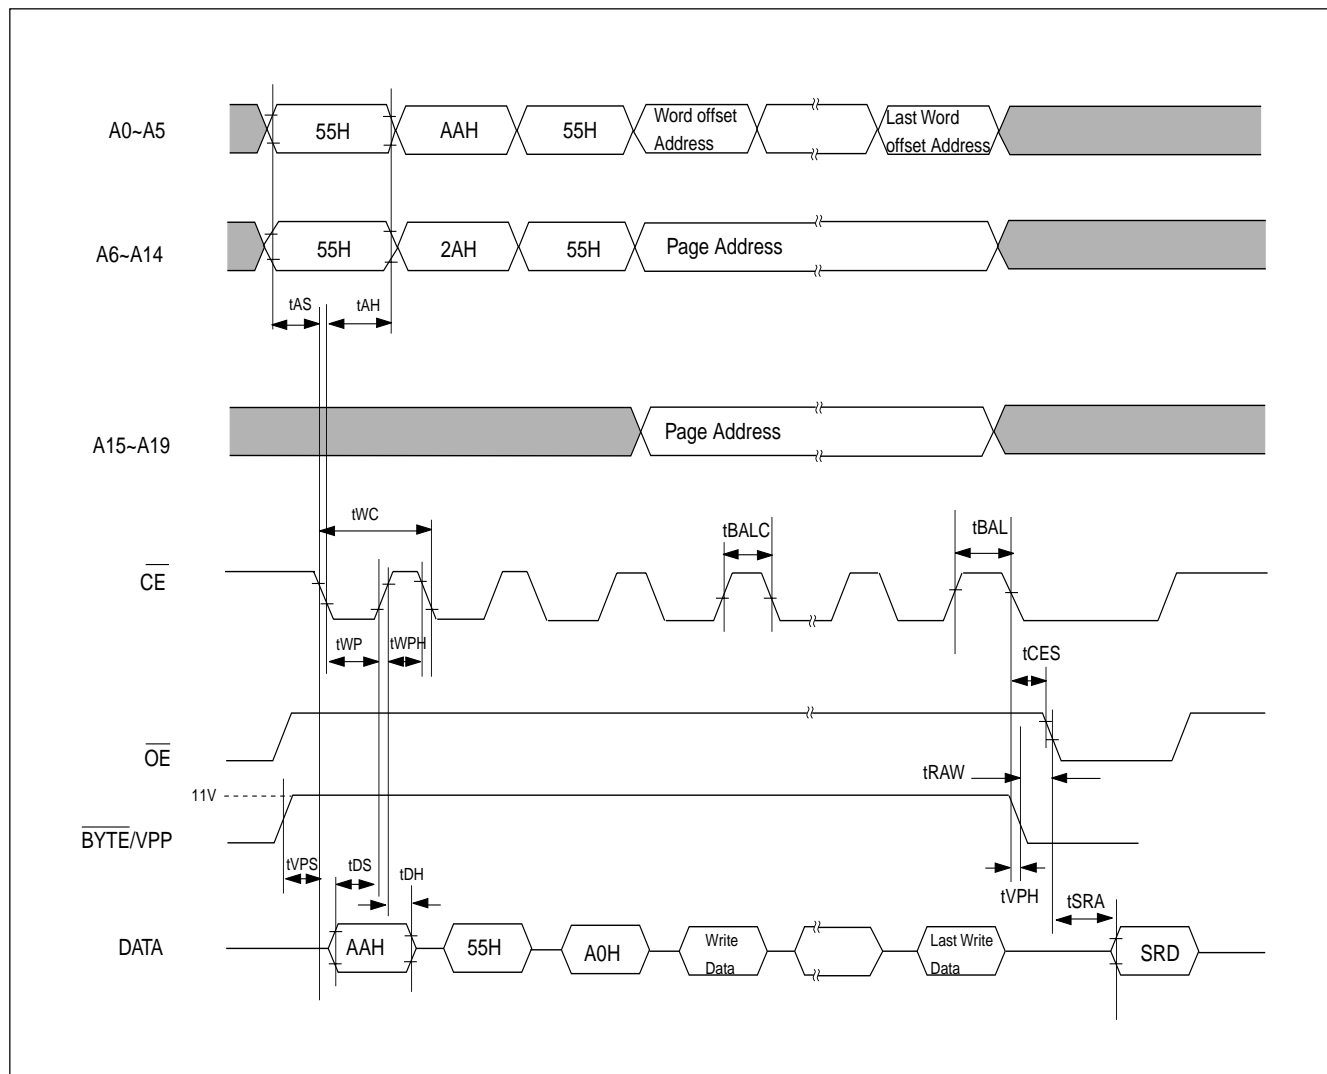 A0~A5
55H
AAH
55H
Word offset
Address
Last Word
offset Address
A6~A14
55H
2AH
55H
Page Address
tAS
tAH
A15~A19
Page Address
tWC
tBALC
tBAL
CE
tWP
tWPH
tCES
OE
tRAW
11V
BYTE/VPP
tVPS
tDS
tDH
tVPH
tSRA
DATA
AAH
55H
A0H
Write
Data
Last Write
Data
SRD